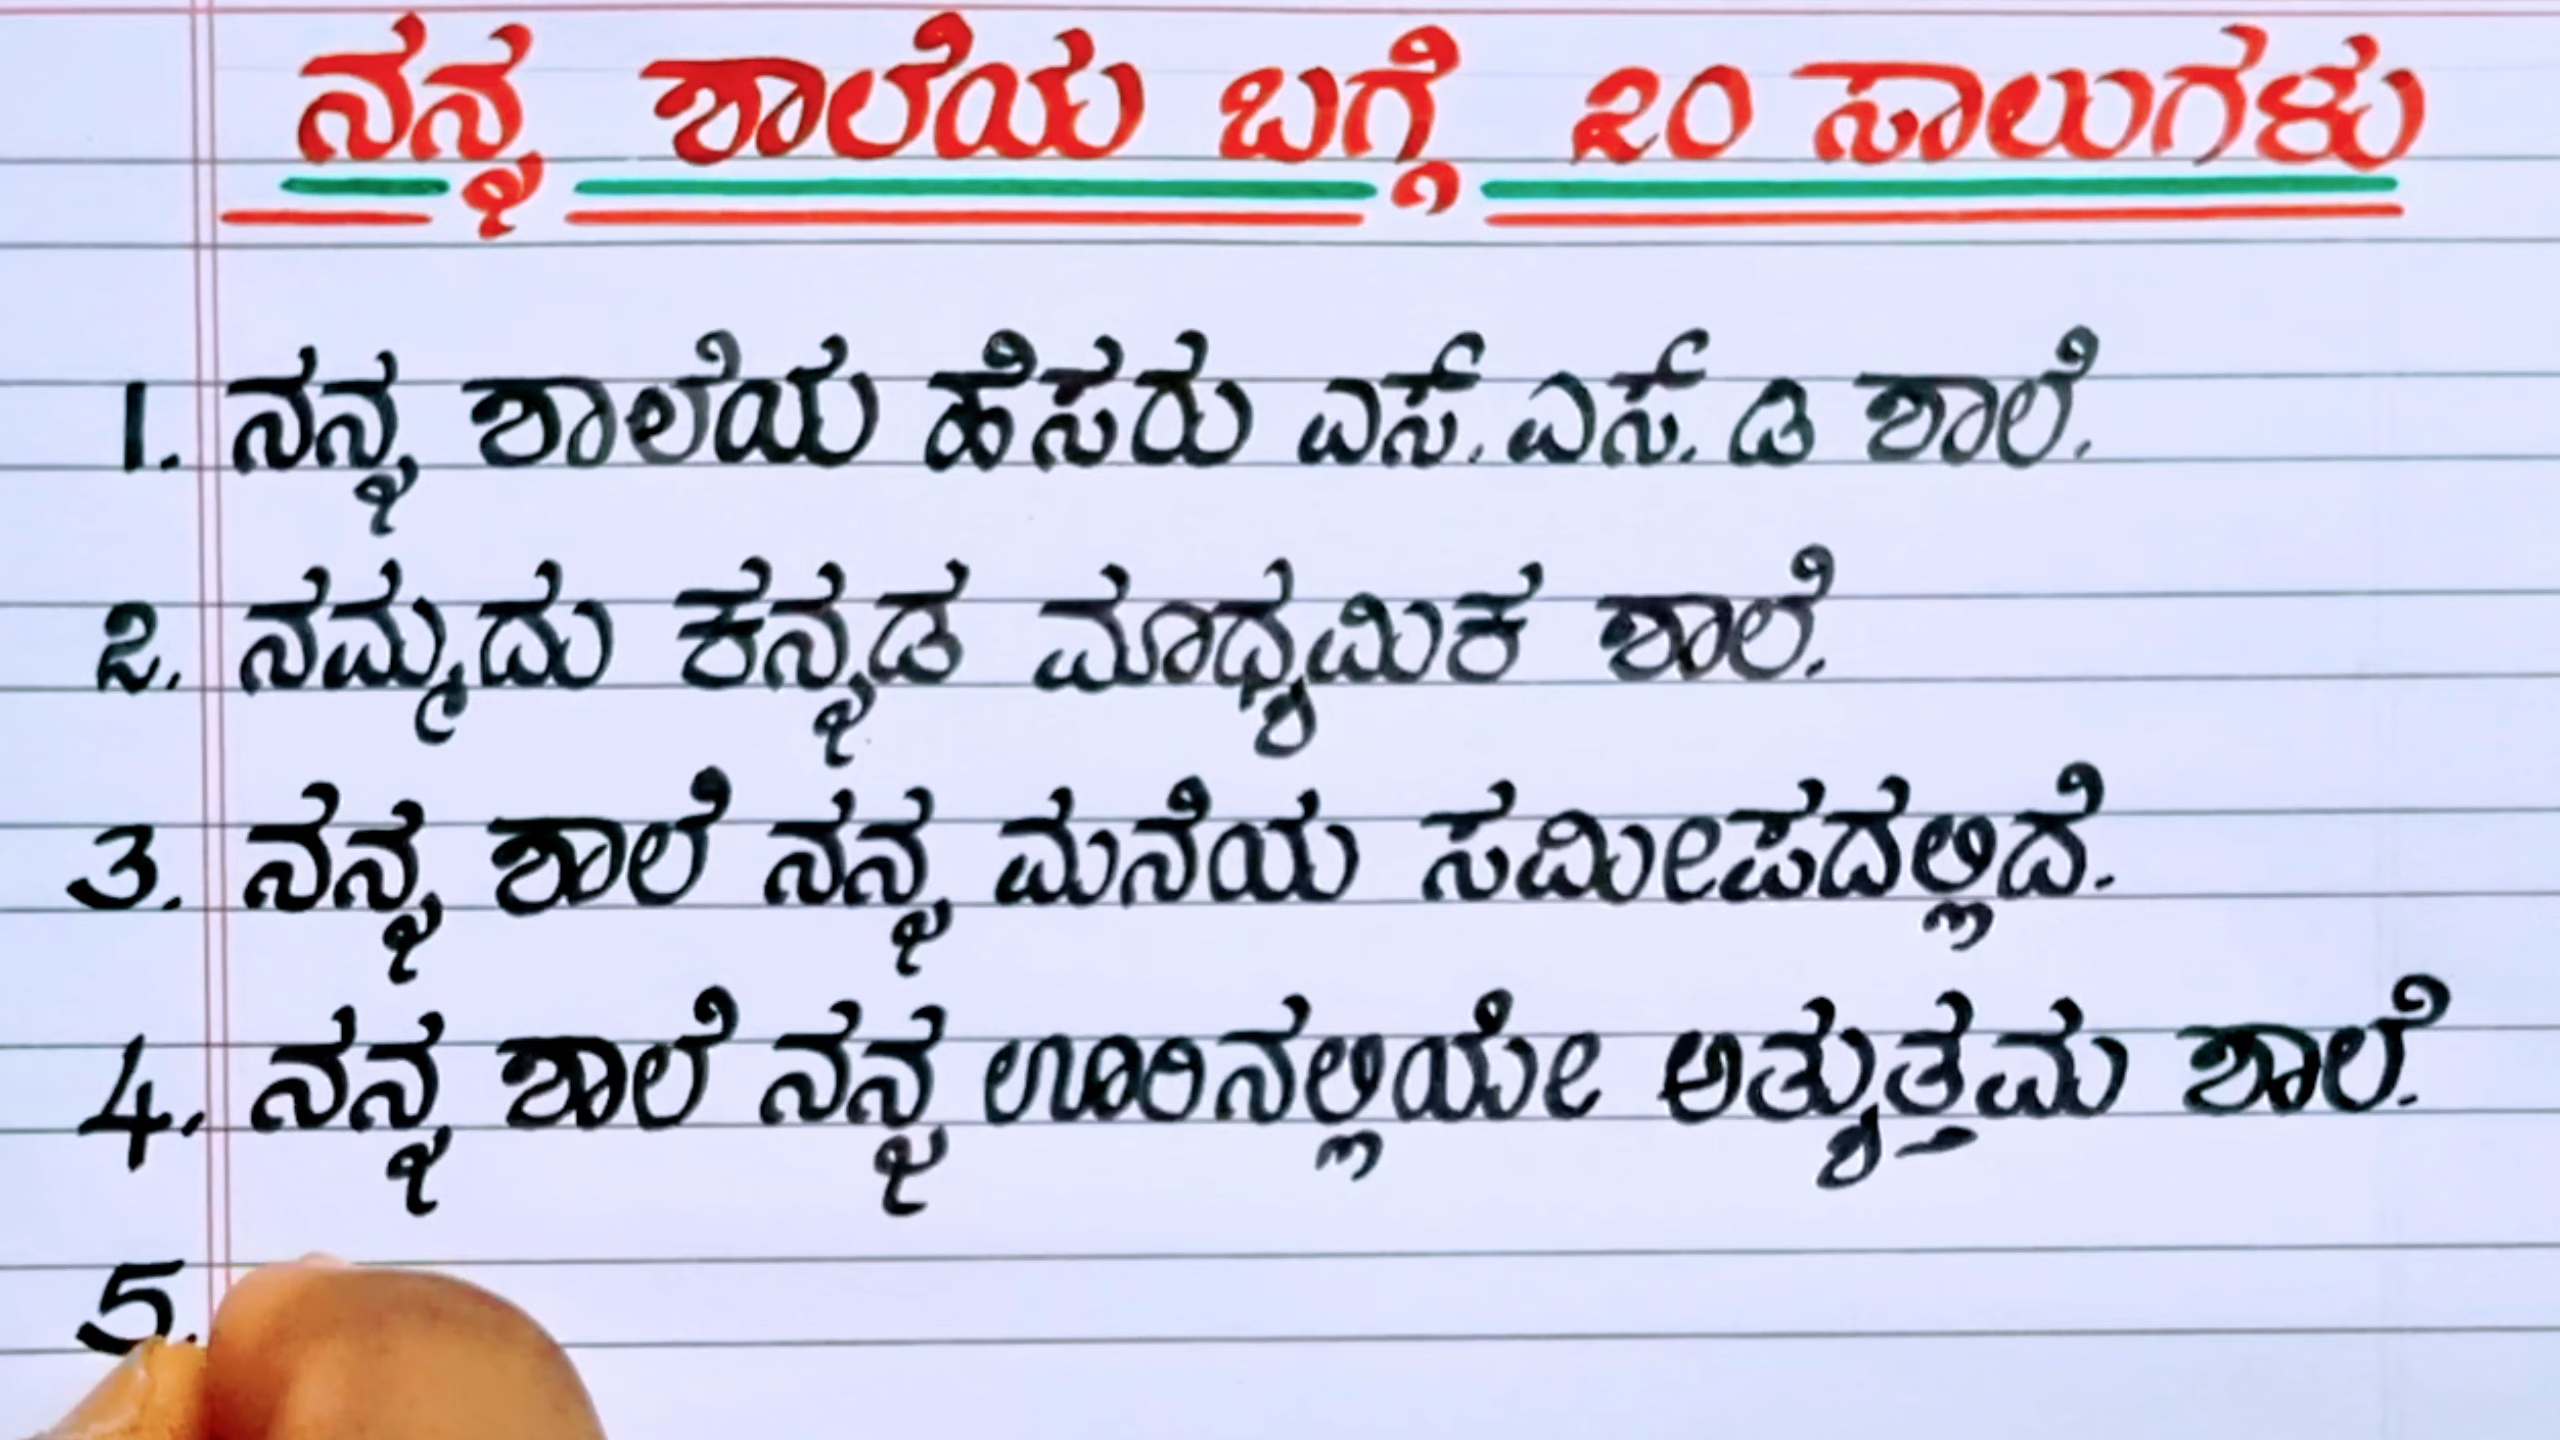 ನನ್ನ ಶಾಲೆಯ ಬಗ್ಗೆ ೨೦ ಸಾಲುಗಳು
1. ನನ್ನ ಶಾಲೆಯ ಹೆಸರು ಎಸ್.ಎಸ್.ಡಿ ಶಾಲೆ.
2. ನಮ್ಮದು ಕನ್ನಡ ಮಾಧ್ಯಮಿಕ ಶಾಲೆ.
3. ನನ್ನ ಶಾಲೆ ನನ್ನ ಮನೆಯ ಸಮೀಪದಲ್ಲಿದೆ.
4. ನನ್ನ ಶಾಲೆ ನನ್ನ ಊರಿನಲ್ಲಿಯೇ ಅತ್ಯುತ್ತಮ ಶಾಲೆ.
5.